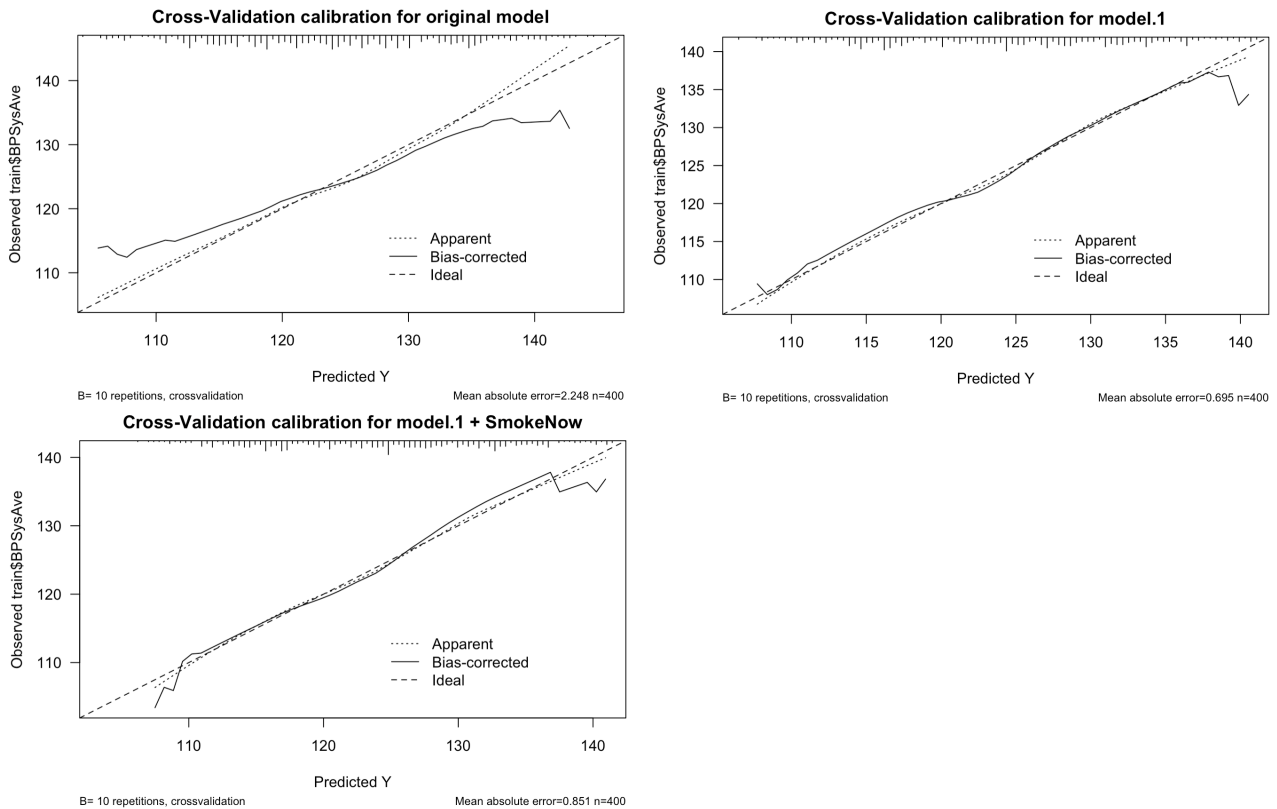 Cross-Validation calibration for original model
Observed train$BPSysAve
140
130
120
110
Apparent
Bias-corrected
Ideal
110 120 130 140
Predicted Y
B= 10 repetitions, crossvalidation Mean absolute error=2.248 n=400
Cross-Validation calibration for model.1
Observed train$BPSysAve
140
135
130
125
120
115
110
Apparent
Bias-corrected
Ideal
110 115 120 125 130 135 140
Predicted Y
B= 10 repetitions, crossvalidation Mean absolute error=0.695 n=400
Cross-Validation calibration for model.1 + SmokeNow
Observed train$BPSysAve
140
130
120
110
Apparent
Bias-corrected
Ideal
110 120 130 140
Predicted Y
B= 10 repetitions, crossvalidation Mean absolute error=0.851 n=400